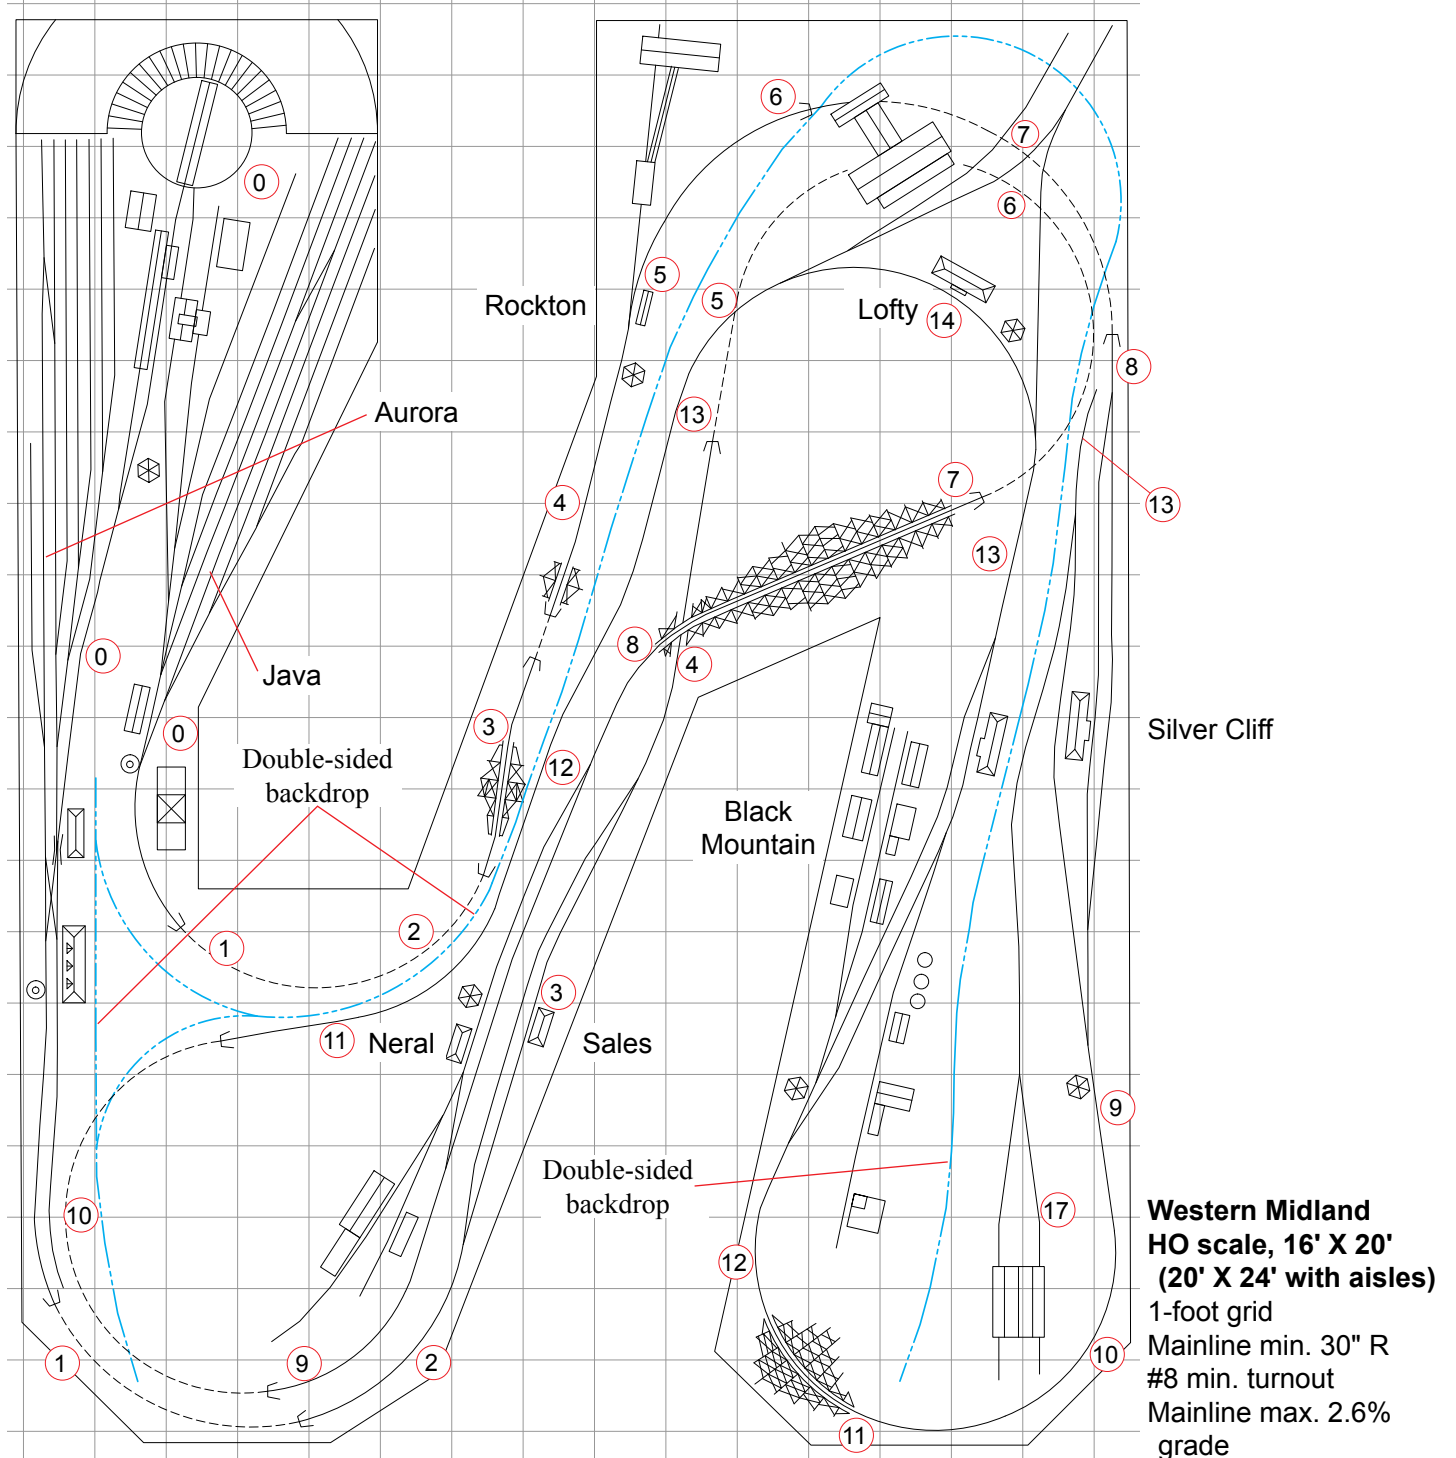 6
7
0
6
5
5
Rockton
Lofty
14
8
Aurora
13
7
4
13
13
8
4
0
Java
3
0
Silver Cliff
Double-sided
backdrop
12
Black
Mountain
2
1
3
11
Neral
Sales
9
Double-sided
backdrop
10
17
12
Western Midland
HO scale, 16' X 20'
(20' X 24' with aisles)
1-foot grid
Mainline min. 30" R
#8 min. turnout
Mainline max. 2.6%
grade
1
9
2
10
11